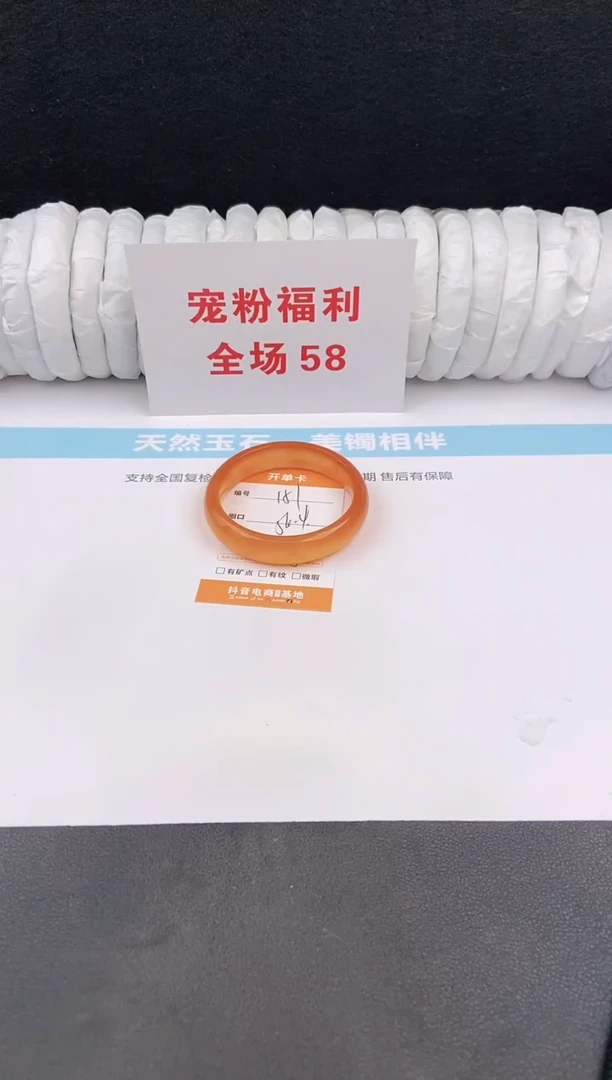 宠粉福利
全场58
天然玉石 美镯相伴
支持全国复检 期 售后有保障
开单卡
编号 181
圈口 56.4
□有矿点 □有纹 □微瑕
抖音电商 基地